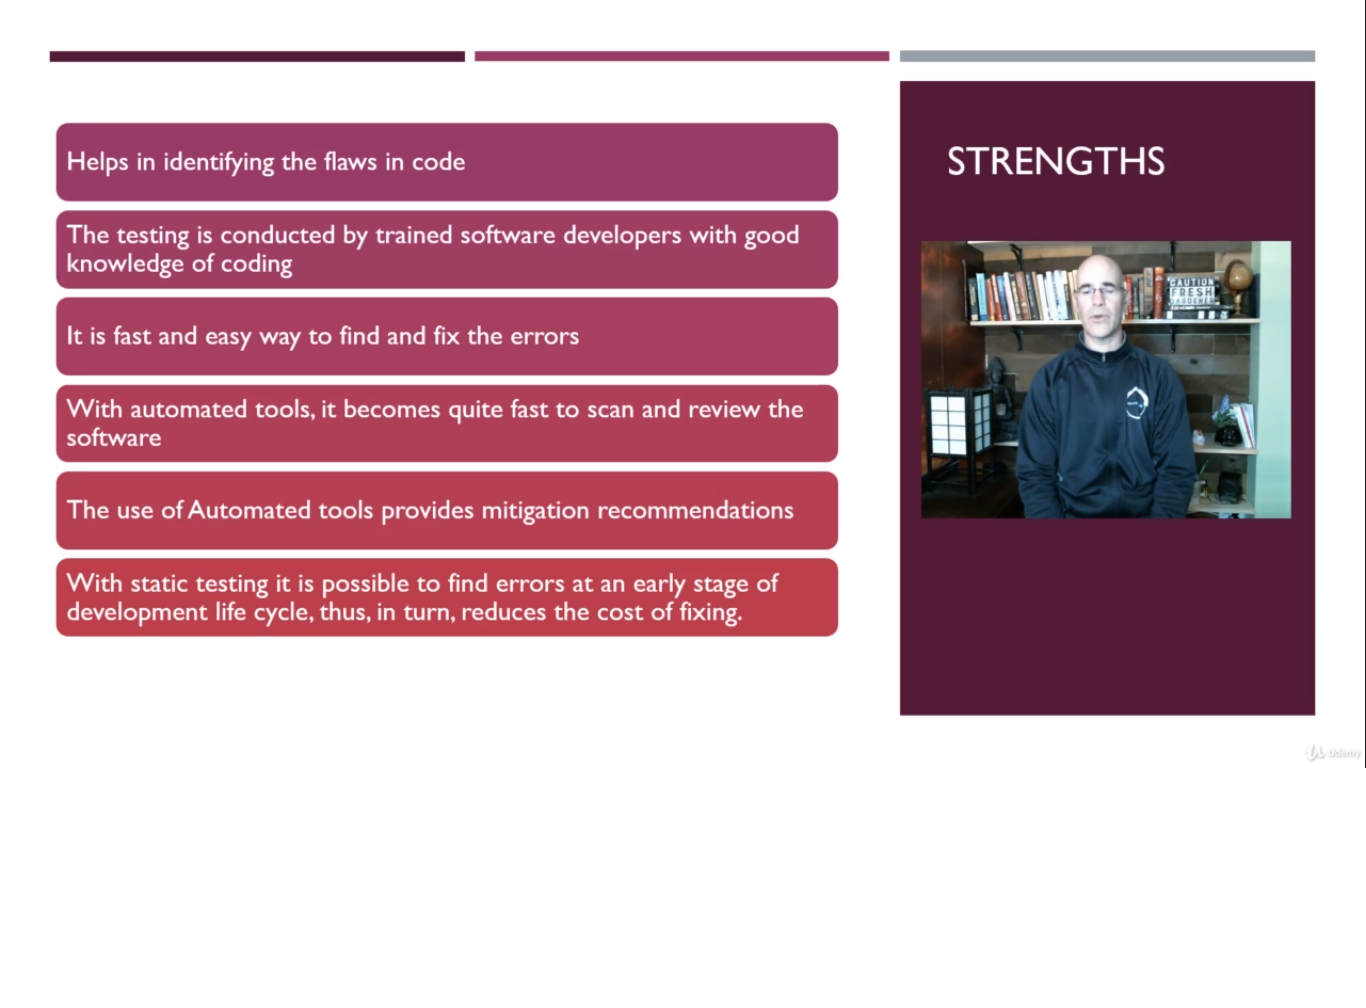 Helps in identifying the flaws in code
The testing is conducted by trained software developers with good
knowledge of coding
It is fast and easy way to find and fix the errors
With automated tools, it becomes quite fast to scan and review the
software
The use of Automated tools provides mitigation recommendations
With static testing it is possible to find errors at an early stage of
development life cycle, thus, in turn, reduces the cost of fixing.
STRENGTHS
CAUTION
FRESH
GARDENER
Udemy